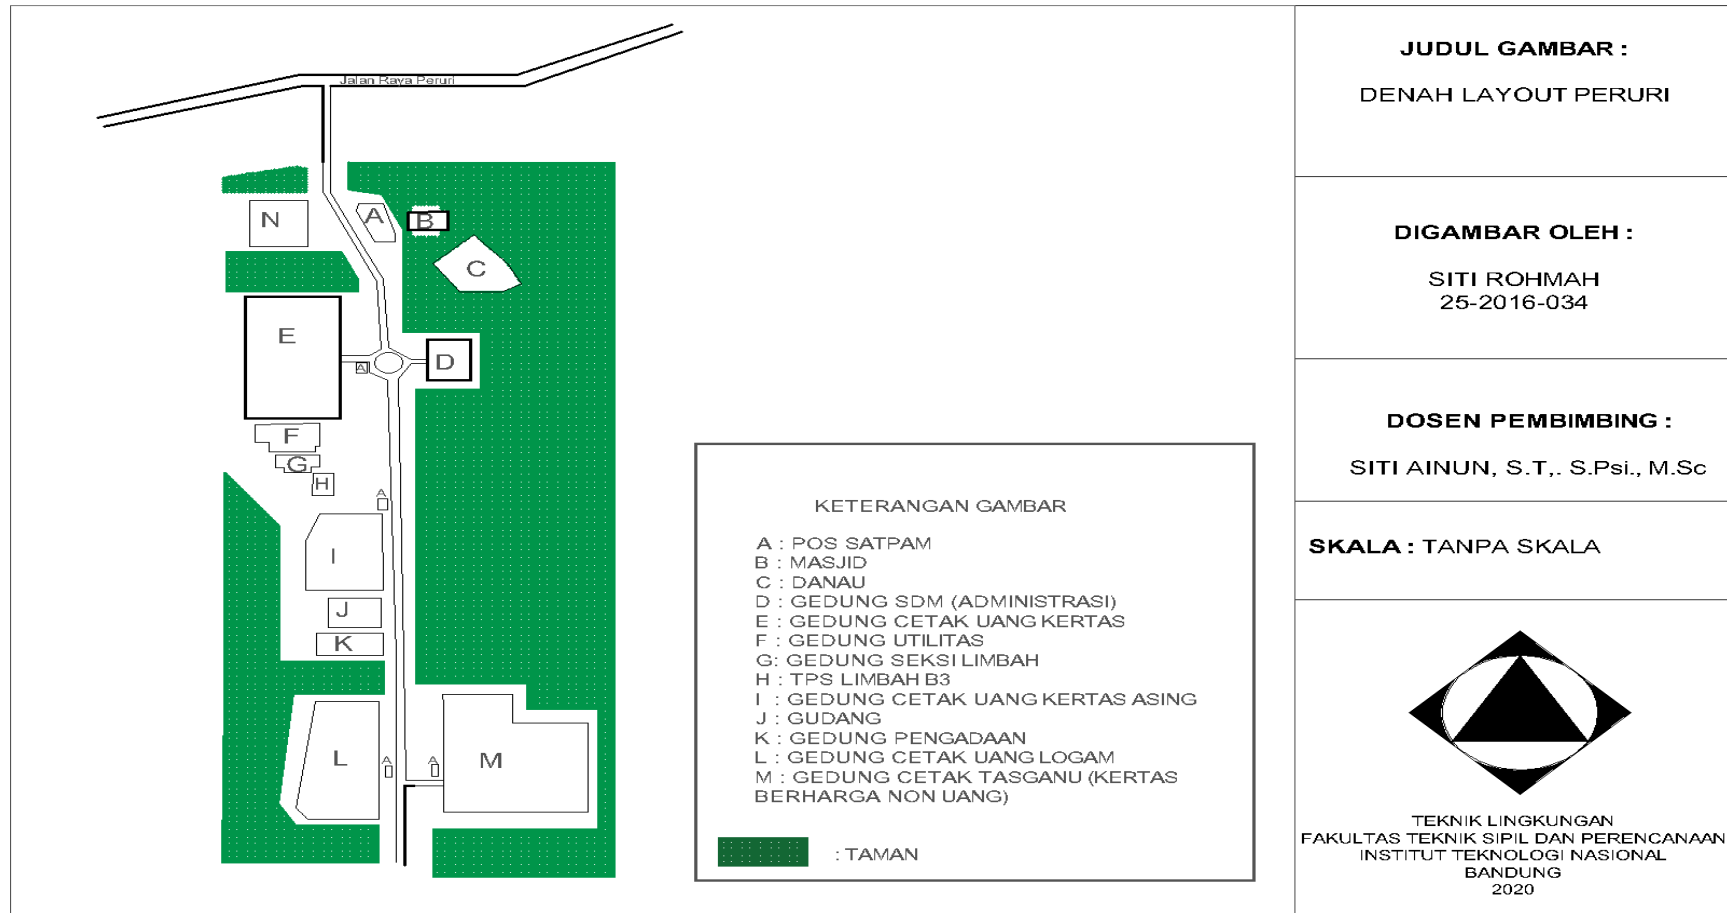 Jalan Raya Peruri
N
A
B
C
E
D
A
F
G
H
A
I
J
K
L
A
A
M
KETERANGAN GAMBAR
A : POS SATPAM
B : MASJID
C : DANAU
D : GEDUNG SDM (ADMINISTRASI)
E : GEDUNG CETAK UANG KERTAS
F : GEDUNG UTILITAS
G: GEDUNG SEKSI LIMBAH
H : TPS LIMBAH B3
I : GEDUNG CETAK UANG KERTAS ASING
J : GUDANG
K : GEDUNG PENGADAAN
L : GEDUNG CETAK UANG LOGAM
M : GEDUNG CETAK TASGANU (KERTAS
BERHARGA NON UANG)
: TAMAN
JUDUL GAMBAR :
DENAH LAYOUT PERURI
DIGAMBAR OLEH :
SITI ROHMAH
25-2016-034
DOSEN PEMBIMBING :
SITI AINUN, S.T,. S.Psi., M.Sc
SKALA : TANPA SKALA
TEKNIK LINGKUNGAN
FAKULTAS TEKNIK SIPIL DAN PERENCANAAN
INSTITUT TEKNOLOGI NASIONAL
BANDUNG
2020